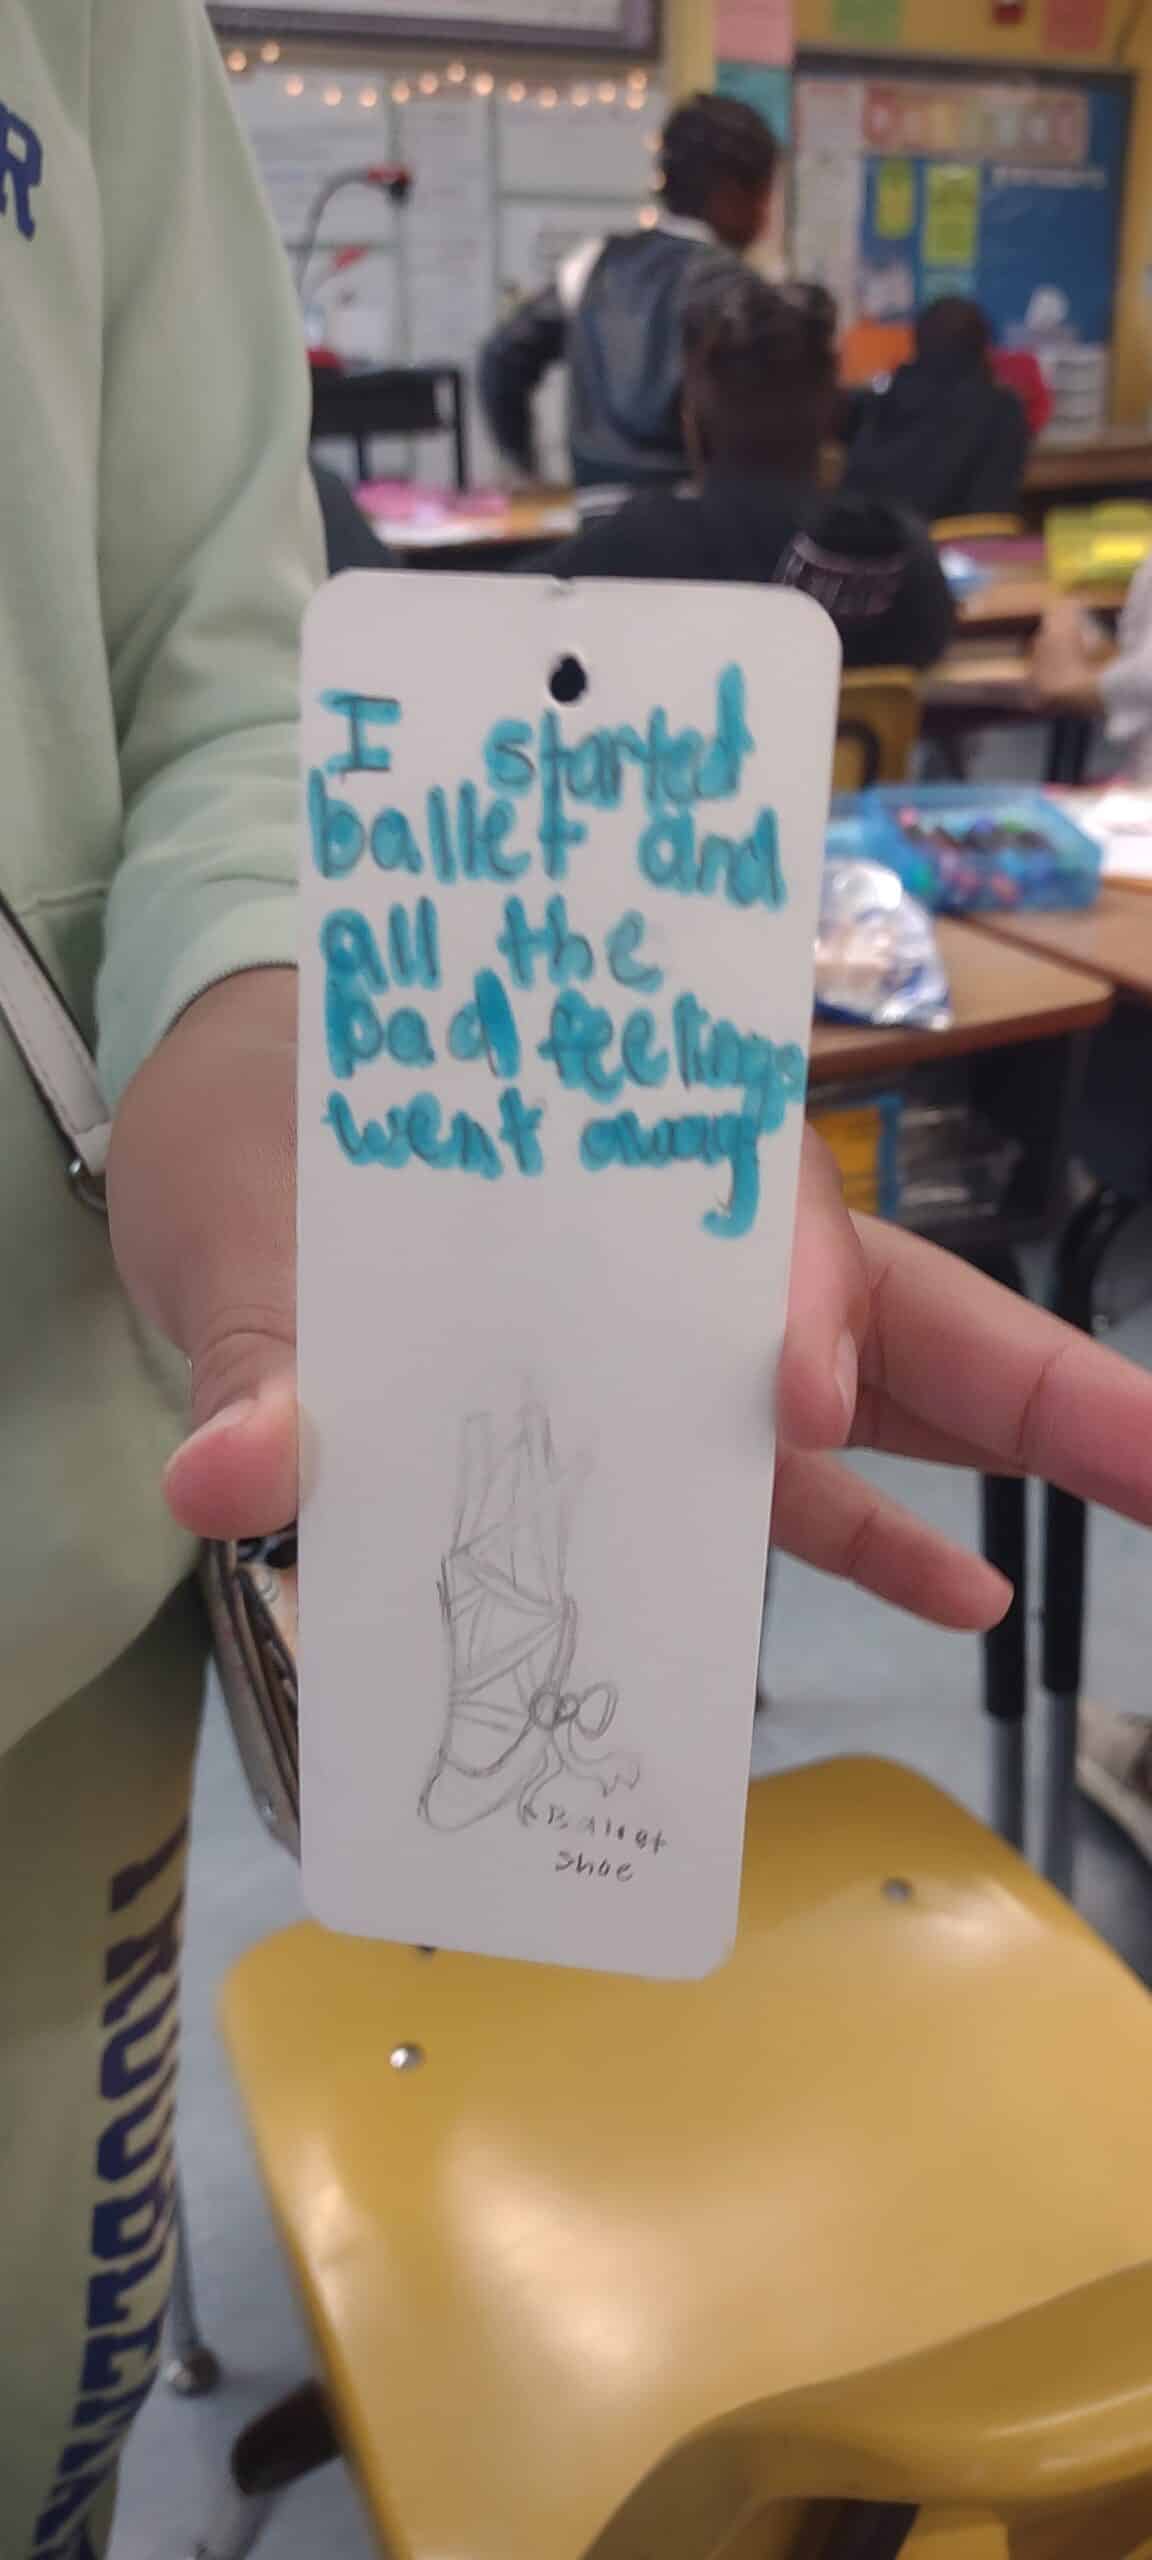 R
I started
ballet and
all the
bad feelings
went away
Ballet
shoe